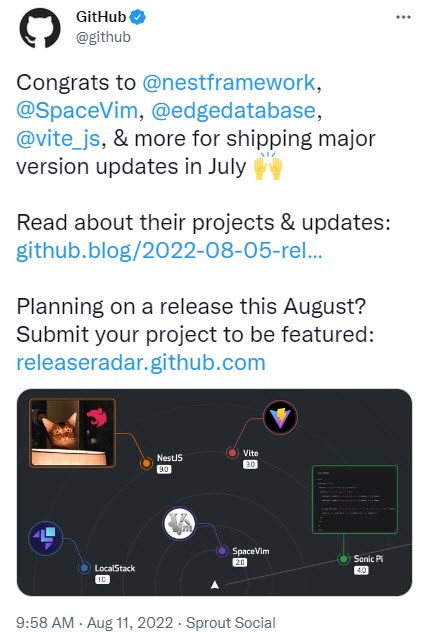 GitHub
@github
Congrats to @nestframework,
@SpaceVim, @edgedatabase,
@vite_js, & more for shipping major
version updates in July 🙌
Read about their projects & updates:
github.blog/2022-08-05-rel...
Planning on a release this August?
Submit your project to be featured:
releaseradar.github.com
NestJS
9.0
Vite
3.0
SpaceVim
2.0
Sonic Pi
4.0
LocalStack
1.0
9:58 AM · Aug 11, 2022 · Sprout Social